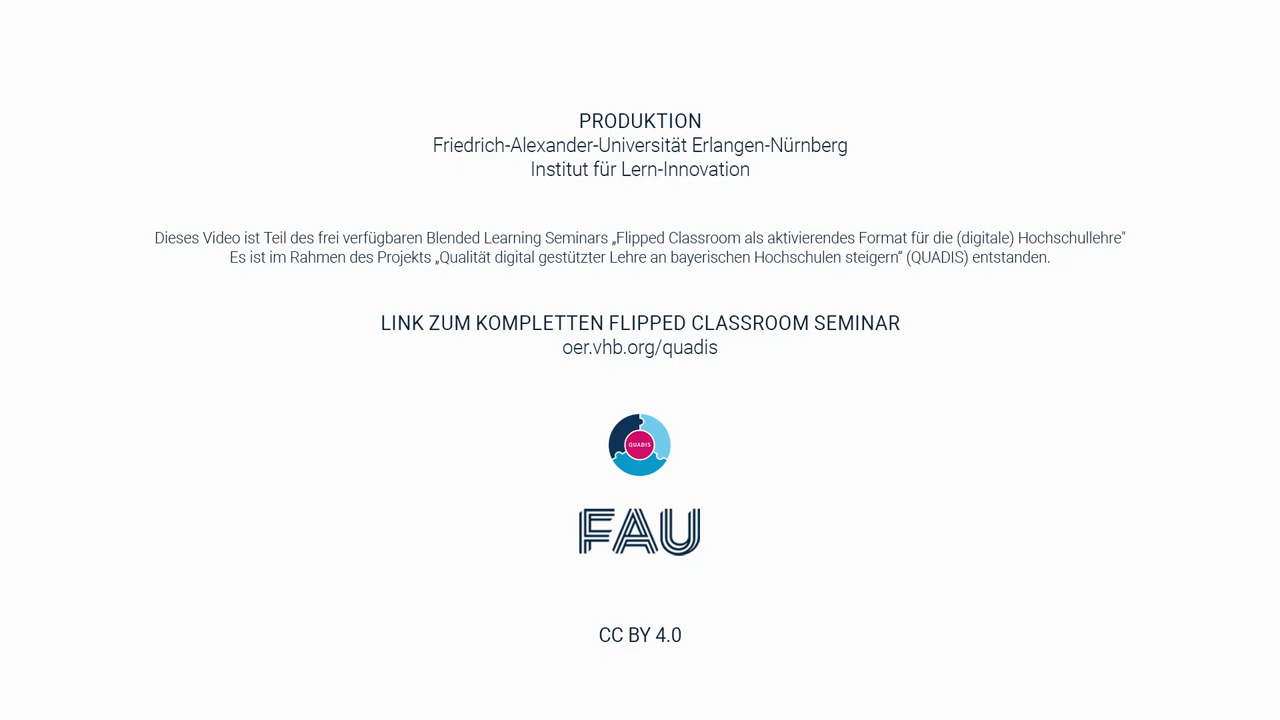 PRODUKTION
Friedrich-Alexander-Universität Erlangen-Nürnberg
Institut für Lern-Innovation
Dieses Video ist Teil des frei verfügbaren Blended Learning Seminars „Flipped Classroom als aktivierendes Format für die (digitale) Hochschullehre"
Es ist im Rahmen des Projekts „Qualität digital gestützter Lehre an bayerischen Hochschulen steigern“ (QUADIS) entstanden.
LINK ZUM KOMPLETTEN FLIPPED CLASSROOM SEMINAR
oer.vhb.org/quadis
QUADIS
FAU
CC BY 4.0